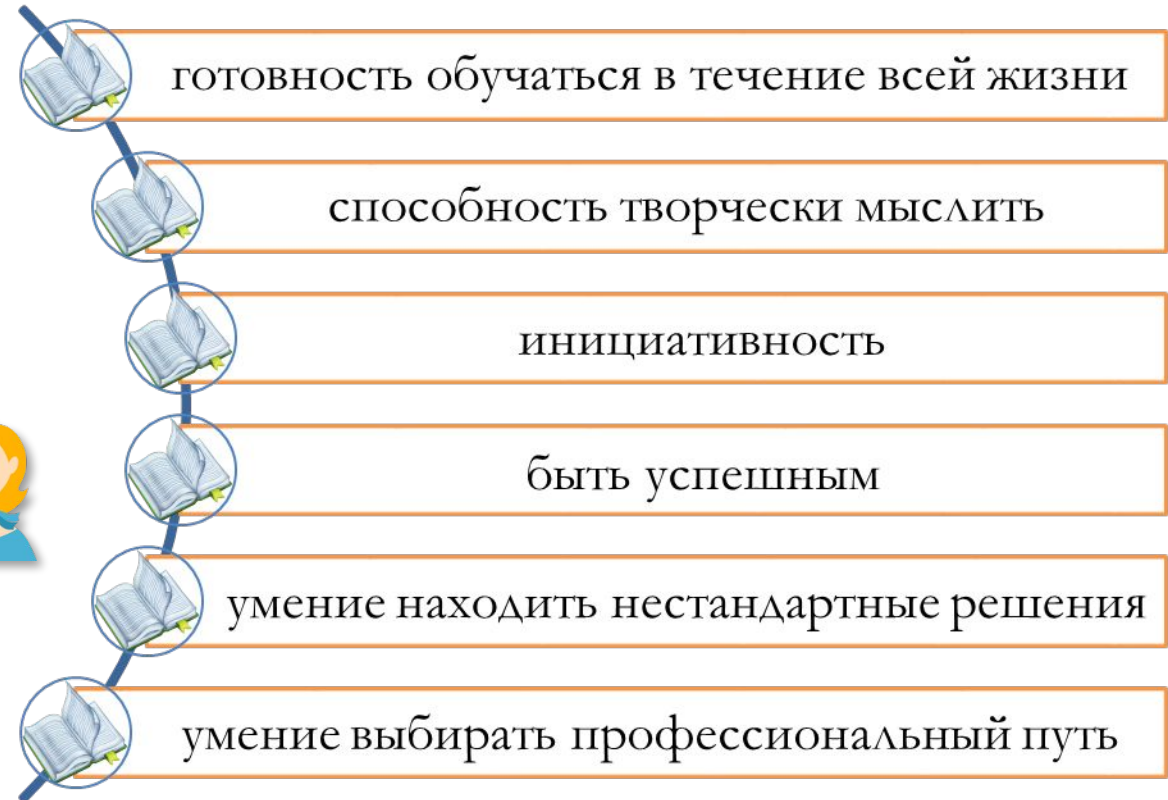 готовность обучаться в течение всей жизни
способность творчески мыслить
инициативность
быть успешным
умение находить нестандартные решения
умение выбирать профессиональный путь